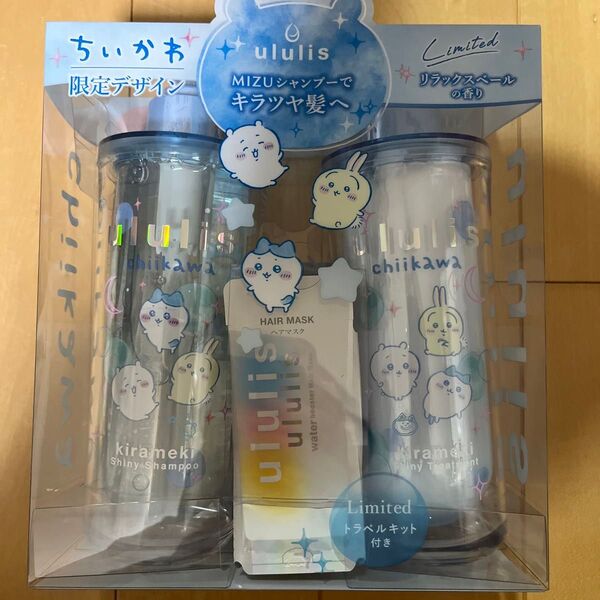 ちいかわ
限定デザイン
ululis
MIZUシャンプーで
キラツヤ髪へ
Limited
リラックスペールの香り
ululis
chiikawa
kirameki
Shiny Shampoo
HAIR MASK
ヘアマスク
ululis
ululis
ululis
chiikawa
kirameki
Shiny Treatment
Limited
トラベルキット
付き
chiikawa
ululis